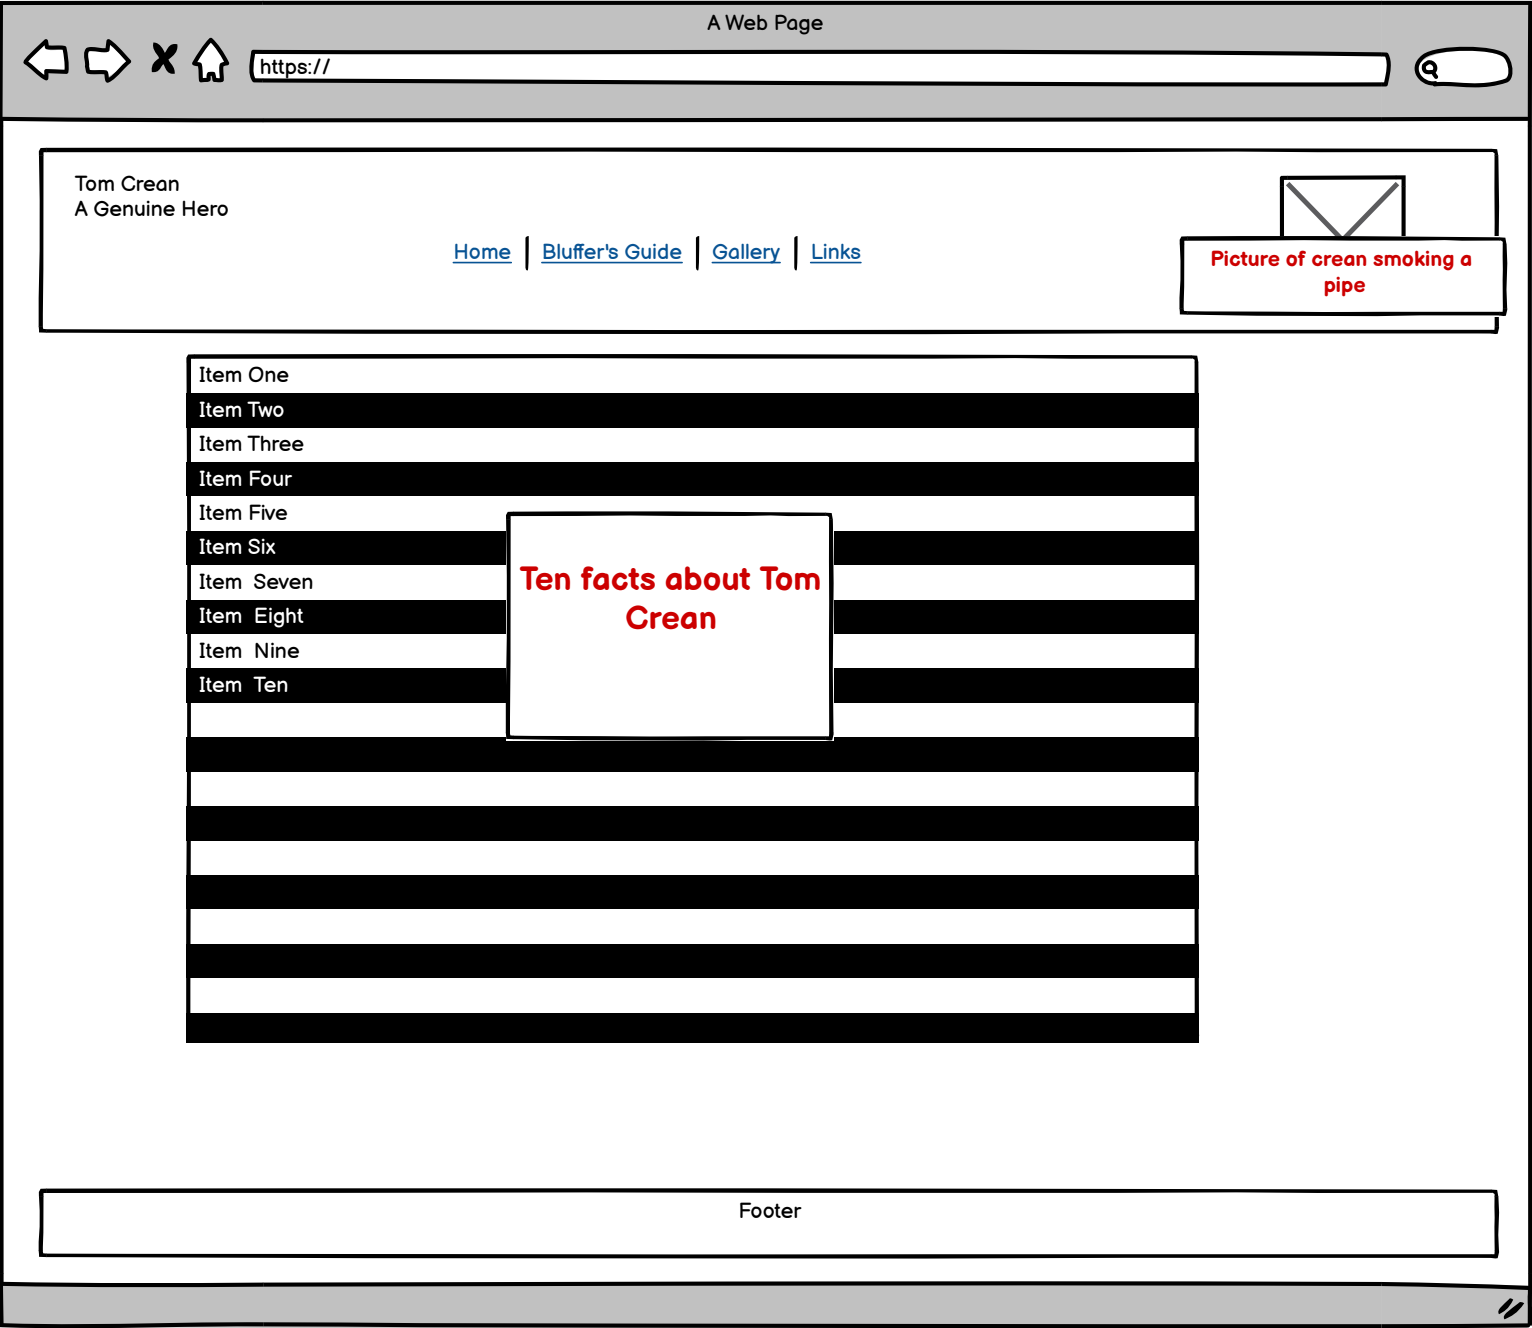 A Web Page
https://
Tom Crean
A Genuine Hero
Home
Bluffer's Guide
Gallery
Links
Picture of crean smoking a
pipe
Item One
Item Two
Item Three
Item Four
Item Five
Item Six
Item  Seven
Item  Eight
Item  Nine
Item  Ten
Ten facts about Tom
Crean
Footer